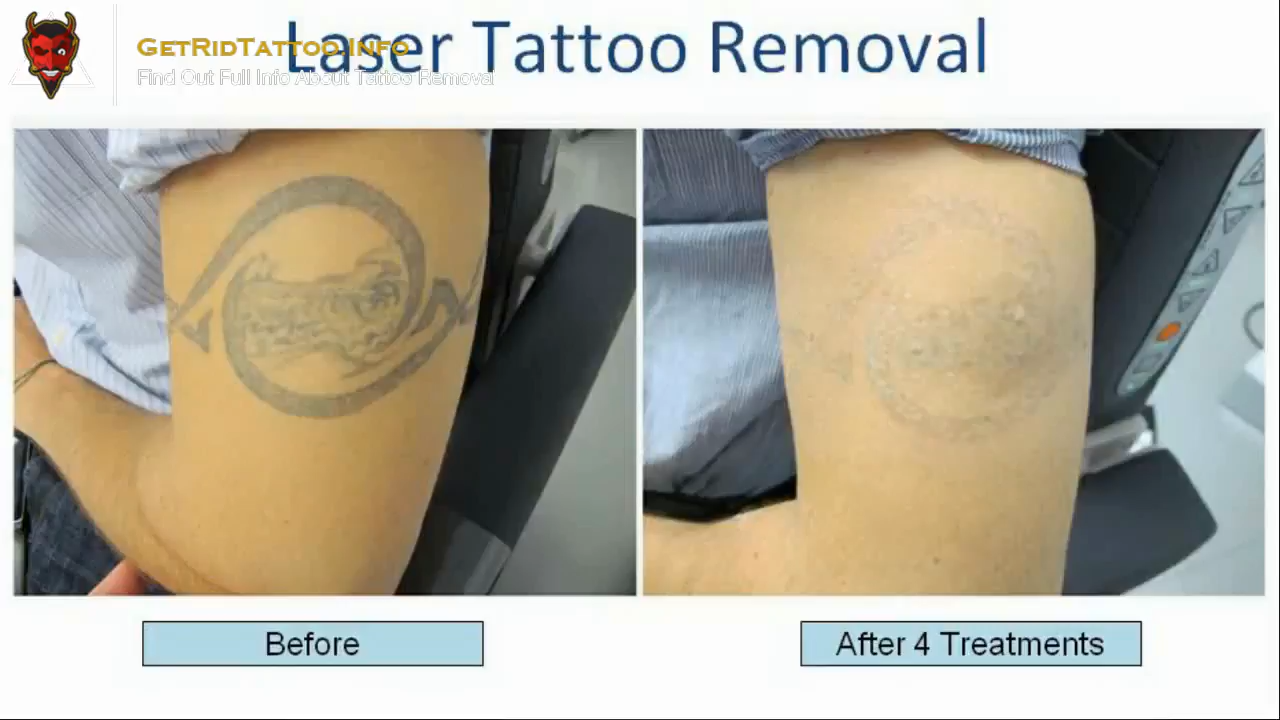 Laser Tattoo Removal
GetRidTattoo.Info
Find Out Full Info About Tattoo Removal
Before
After 4 Treatments